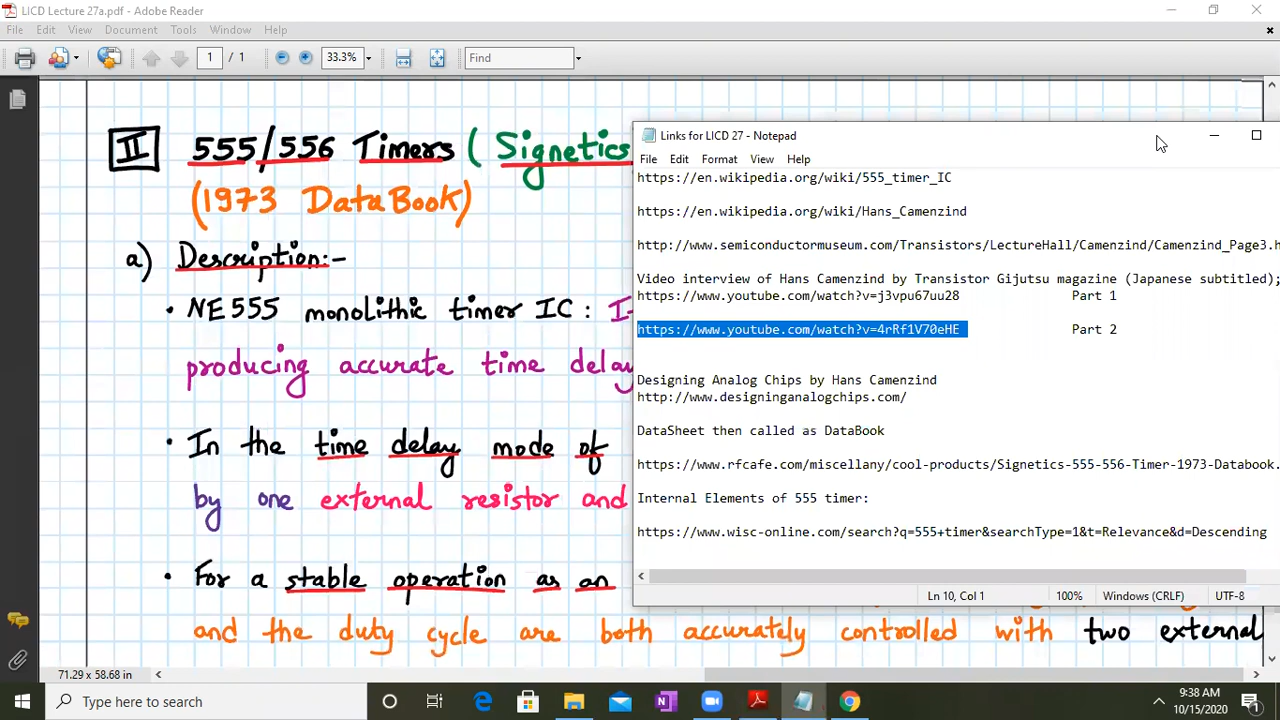 LICD Lecture 27a.pdf - Adobe Reader
File Edit View Document Tools Window Help
1 / 1 33.3% Find
II 555/556 Timers ( Signetics
(1973 DataBook)
a) Description:-
• NE555 monolithic timer IC :
producing accurate time delay
• In the time delay mode of
by one external resistor and
• For a stable operation as an
and the duty cycle are both accurately controlled with two external
71.29 x 58.68 in
Links for LICD 27 - Notepad
File Edit Format View Help
https://en.wikipedia.org/wiki/555_timer_IC
https://en.wikipedia.org/wiki/Hans_Camenzind
http://www.semiconductormuseum.com/Transistors/LectureHall/Camenzind/Camenzind_Page3.h
Video interview of Hans Camenzind by Transistor Gijutsu magazine (Japanese subtitled);
https://www.youtube.com/watch?v=j3vpu67uu28 Part 1
https://www.youtube.com/watch?v=4rRf1V70eHE Part 2
Designing Analog Chips by Hans Camenzind
http://www.designinganalogchips.com/
DataSheet then called as DataBook
https://www.rfcafe.com/miscellany/cool-products/Signetics-555-556-Timer-1973-Databook.
Internal Elements of 555 timer:
https://www.wisc-online.com/search?q=555+timer&searchType=1&t=Relevance&d=Descending
Ln 10, Col 1 100% Windows (CRLF) UTF-8
Type here to search
9:38 AM
10/15/2020